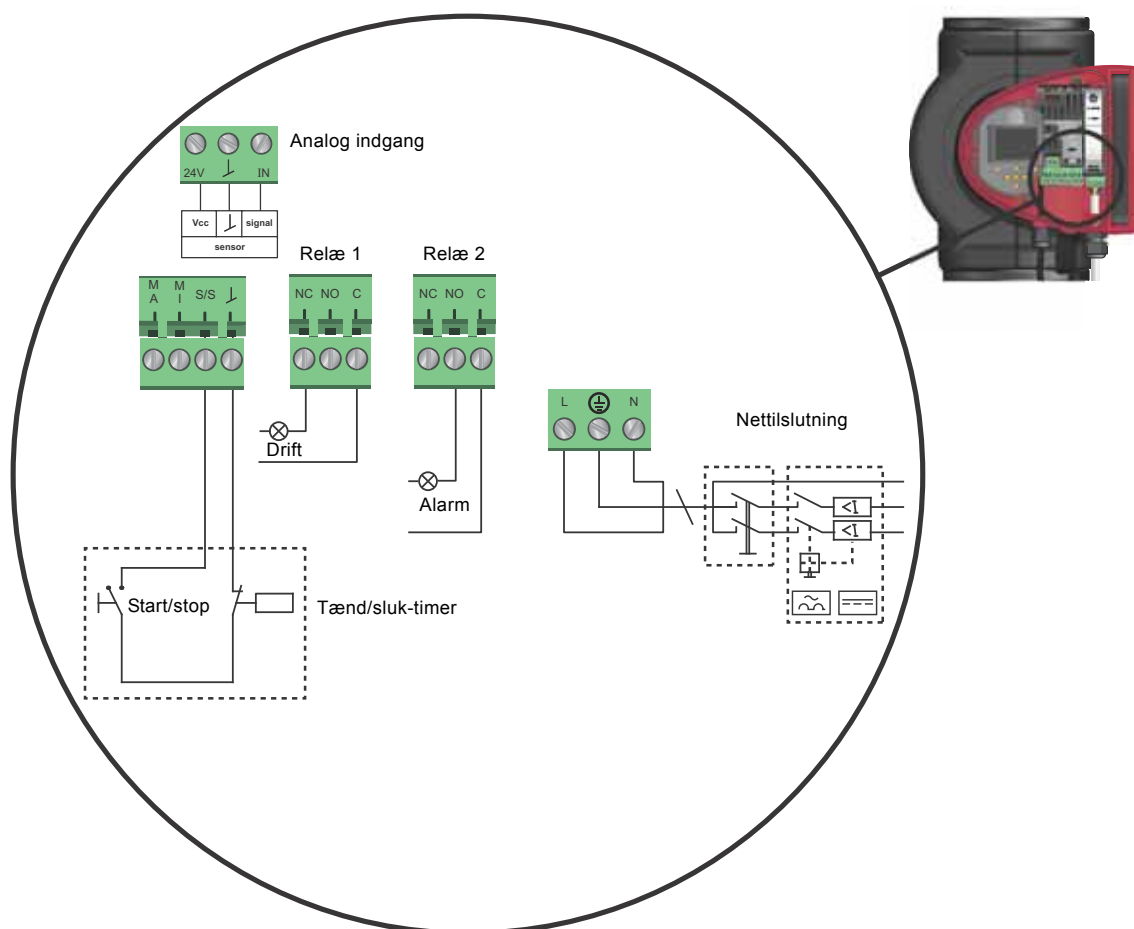 Analog indgang
24V IN
Vcc signal
sensor
Relæ 1
Relæ 2
M A M I S/S
NC NO C
NC NO C
L N
Nettilslutning
Drift
Alarm
Start/stop
Tænd/sluk-timer
<I
<I